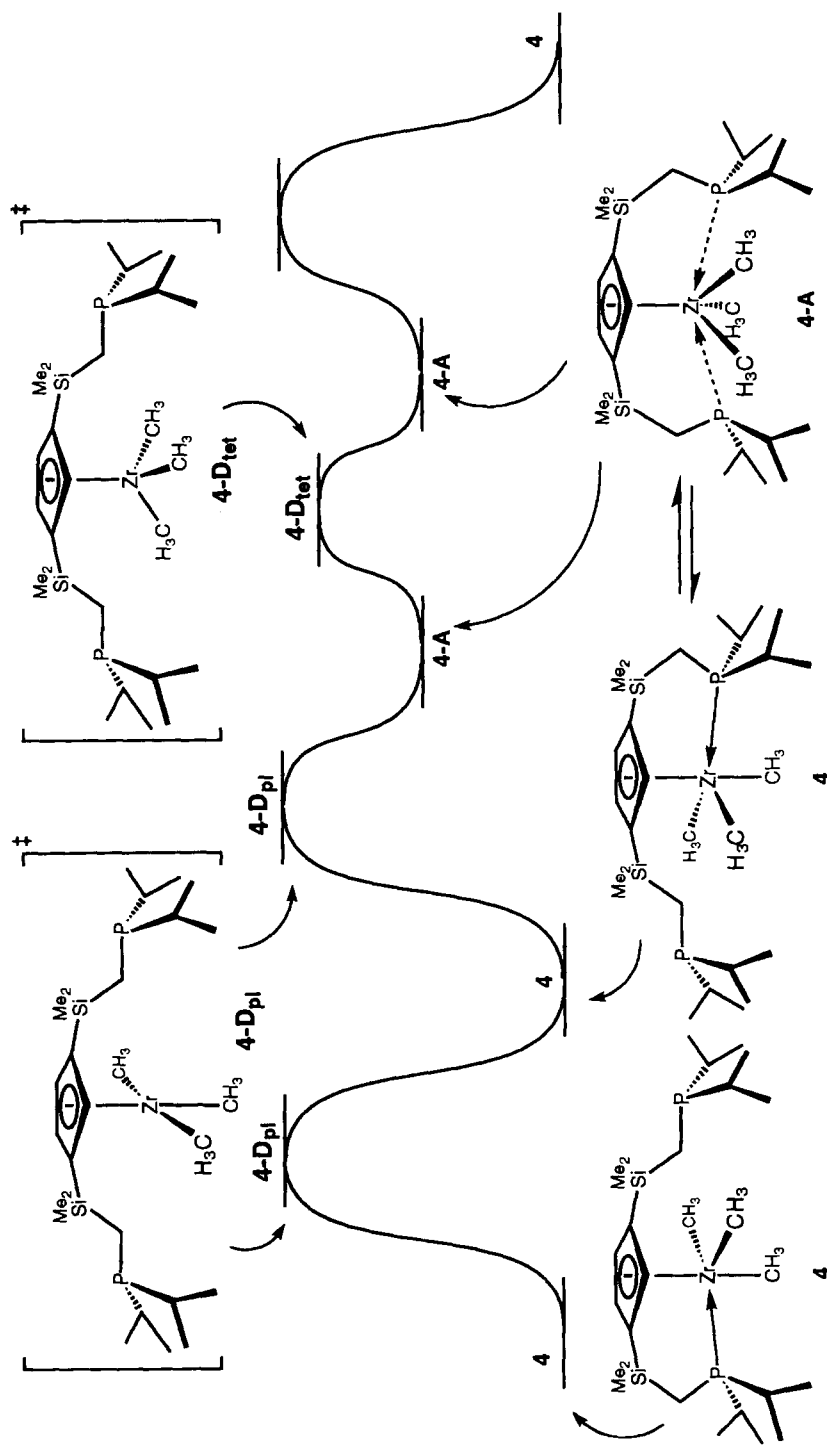 ‡
Me₂
Si
Me₂
Si
P
P
Zr
CH₃
H₃C
CH₃
4-Dpl
‡
Me₂
Si
Me₂
Si
P
P
Zr
CH₃
CH₃
H₃C
4-Dtet
4-Dpl
4-Dpl
4-Dtet
4-A
4-A
4
4
4
Me₂
Si
Me₂
Si
P
P
Zr
CH₃
CH₃
CH₃
4
Me₂
Si
Me₂
Si
P
P
Zr
H₃C
H₃C
CH₃
4
Me₂
Si
Me₂
Si
P
P
Zr
CH₃
H₃C
H₃C
4-A